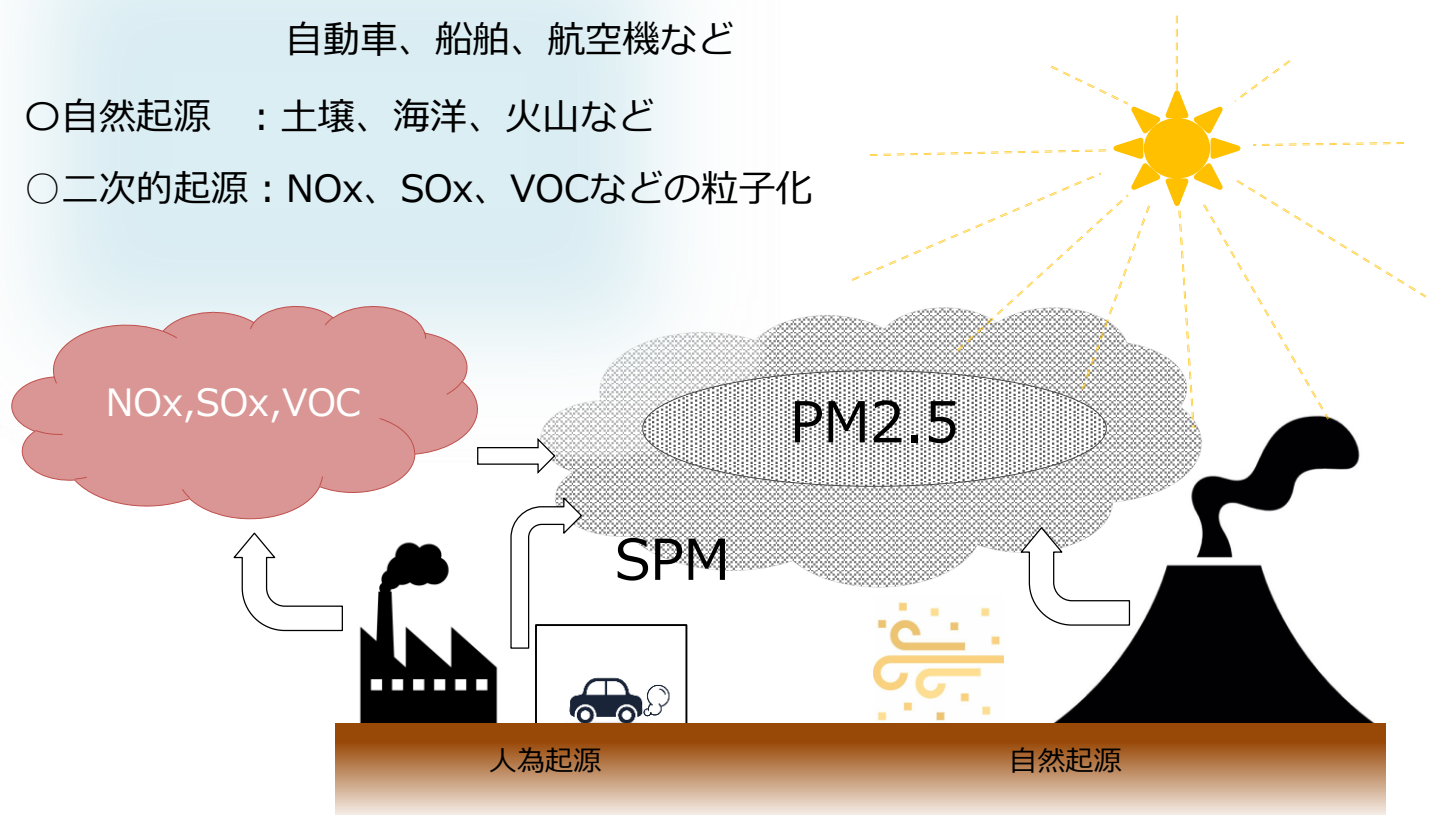 自動車、船舶、航空機など
○自然起源　：土壌、海洋、火山など
○二次的起源：NOx、SOx、VOCなどの粒子化
NOx,SOx,VOC
PM2.5
SPM
人為起源
自然起源